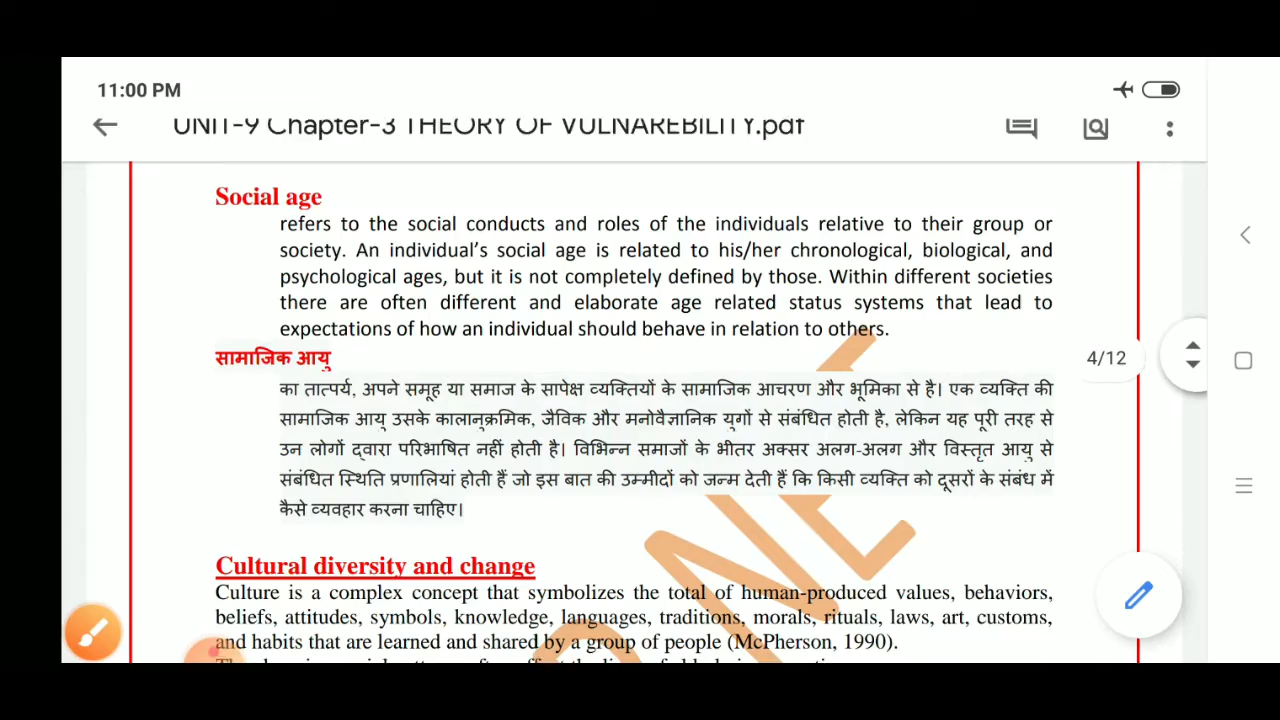 11:00 PM
UNIT-9 Chapter-3 THEORY OF VULNAREBILITY.pdf
Social age
refers to the social conducts and roles of the individuals relative to their group or
society. An individual's social age is related to his/her chronological, biological, and
psychological ages, but it is not completely defined by those. Within different societies
there are often different and elaborate age related status systems that lead to
expectations of how an individual should behave in relation to others.
सामाजिक आयु
का तात्पर्य, अपने समूह या समाज के सापेक्ष व्यक्तियों के सामाजिक आचरण और भूमिका से है। एक व्यक्ति की
सामाजिक आयु उसके कालानुक्रमिक, जैविक और मनोवैज्ञानिक युगों से संबंधित होती है, लेकिन यह पूरी तरह से
उन लोगों द्वारा परिभाषित नहीं होती है। विभिन्न समाजों के भीतर अक्सर अलग-अलग और विस्तृत आयु से
संबंधित स्थिति प्रणालियां होती हैं जो इस बात की उम्मीदों को जन्म देती हैं कि किसी व्यक्ति को दूसरों के संबंध में
कैसे व्यवहार करना चाहिए।
4/12
Cultural diversity and change
Culture is a complex concept that symbolizes the total of human-produced values, behaviors,
beliefs, attitudes, symbols, knowledge, languages, traditions, morals, rituals, laws, art, customs,
and habits that are learned and shared by a group of people (McPherson, 1990).